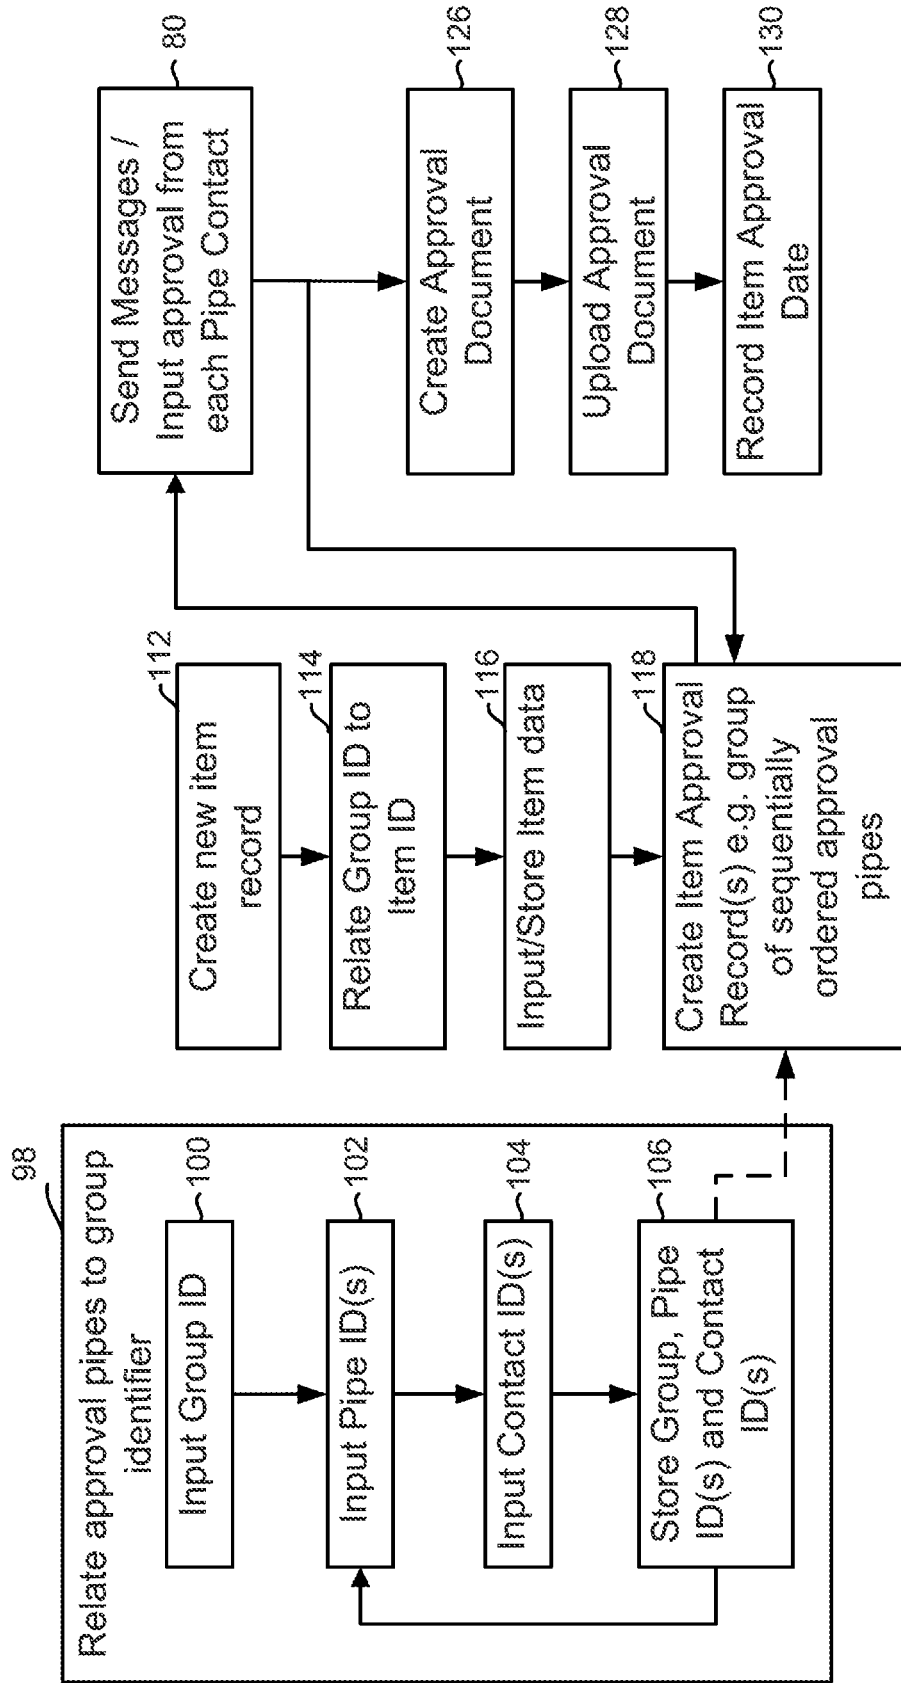 98
Relate approval pipes to group
identifier
100
Input Group ID
102
Input Pipe ID(s)
104
Input Contact ID(s)
106
Store Group, Pipe
ID(s) and Contact
ID(s)
112
Create new item
record
114
Relate Group ID to
Item ID
116
Input/Store Item data
118
Create Item Approval
Record(s) e.g. group
of sequentially
ordered approval
pipes
80
Send Messages /
Input approval from
each Pipe Contact
126
Create Approval
Document
128
Upload Approval
Document
130
Record Item Approval
Date